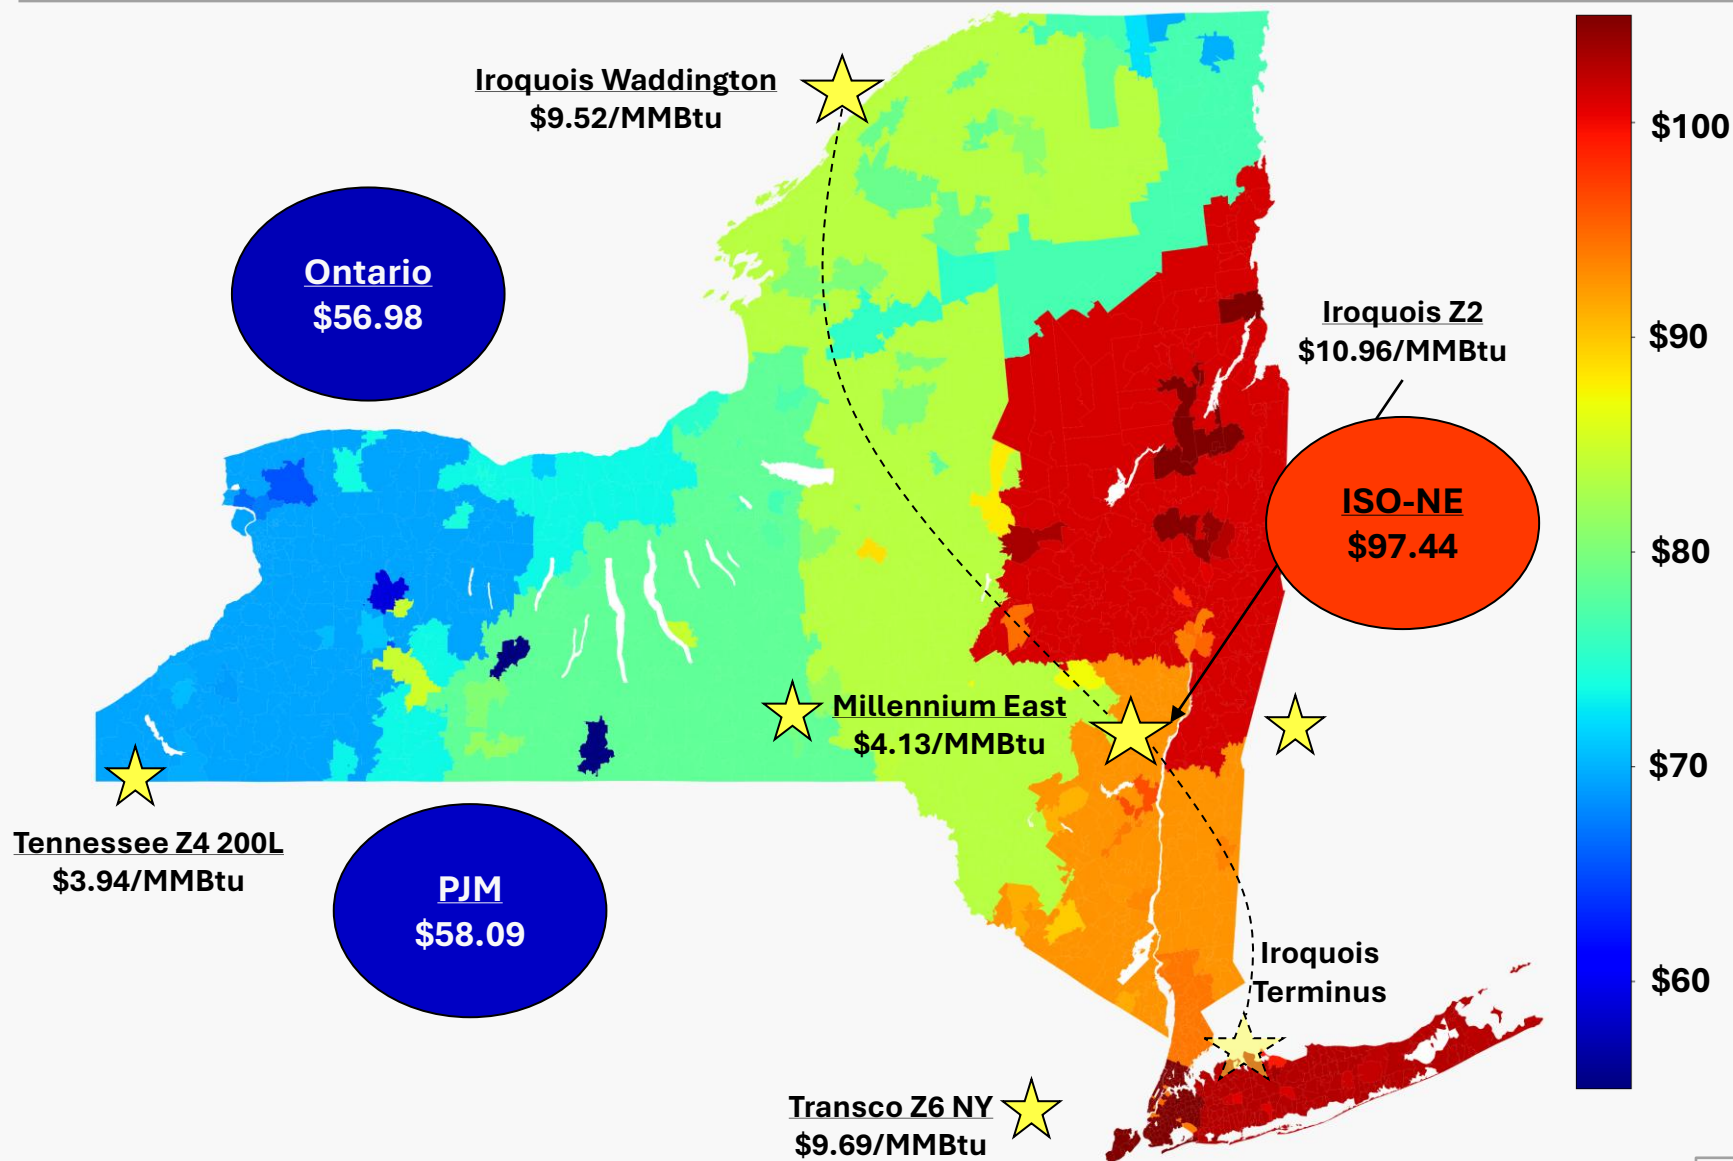 Iroquois Waddington
$9.52/MMBtu
Ontario
$56.98
Iroquois Z2
$10.96/MMBtu
ISO-NE
$97.44
Millennium East
$4.13/MMBtu
Tennessee Z4 200L
$3.94/MMBtu
PJM
$58.09
Iroquois
Terminus
Transco Z6 NY
$9.69/MMBtu
$100
$90
$80
$70
$60